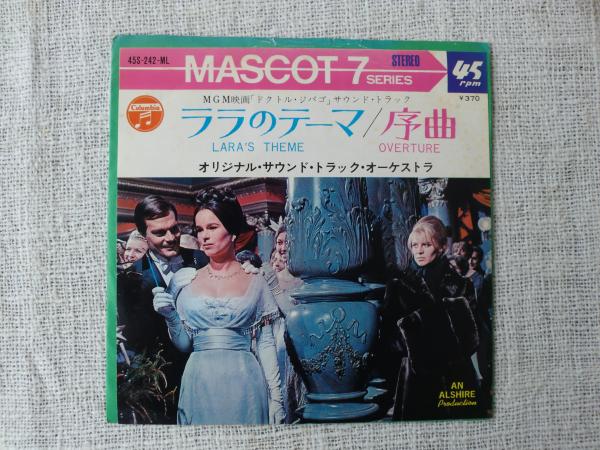 45S-242-ML
MASCOT 7 SERIES
STEREO
45 rpm
Columbia
¥370
MGM映画「ドクトル・ジバゴ」サウンド・トラック
ララのテーマ/序曲
LARA'S THEME OVERTURE
オリジナル・サウンド・トラック・オーケストラ
AN
ALSHIRE
Production